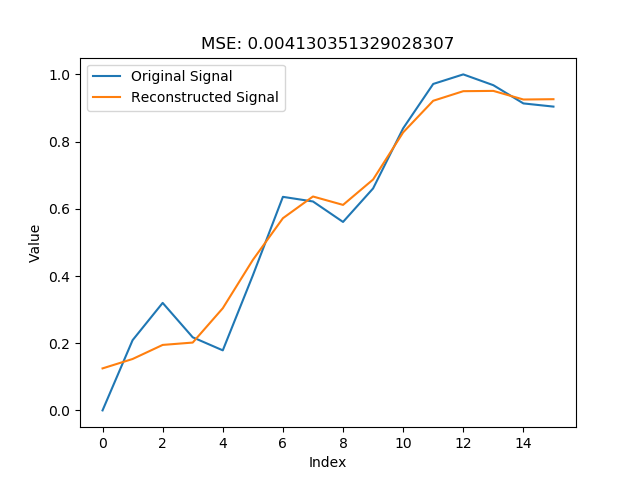 MSE: 0.004130351329028307
Original Signal
Reconstructed Signal
1.0
0.8
0.6
0.4
0.2
0.0
Value
0 2 4 6 8 10 12 14
Index